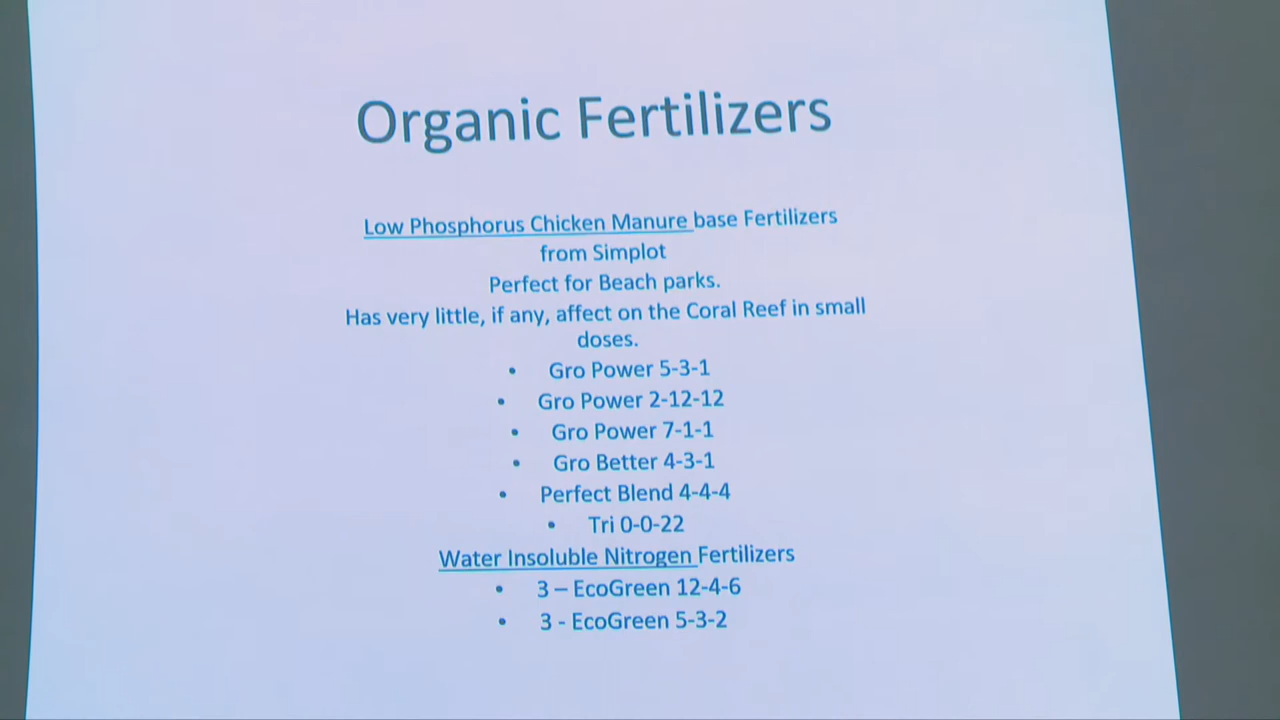 Organic Fertilizers
Low Phosphorus Chicken Manure base Fertilizers
from Simplot
Perfect for Beach parks.
Has very little, if any, affect on the Coral Reef in small
doses.
• Gro Power 5-3-1
• Gro Power 2-12-12
• Gro Power 7-1-1
• Gro Better 4-3-1
• Perfect Blend 4-4-4
• Tri 0-0-22
Water Insoluble Nitrogen Fertilizers
• 3 – EcoGreen 12-4-6
• 3 - EcoGreen 5-3-2